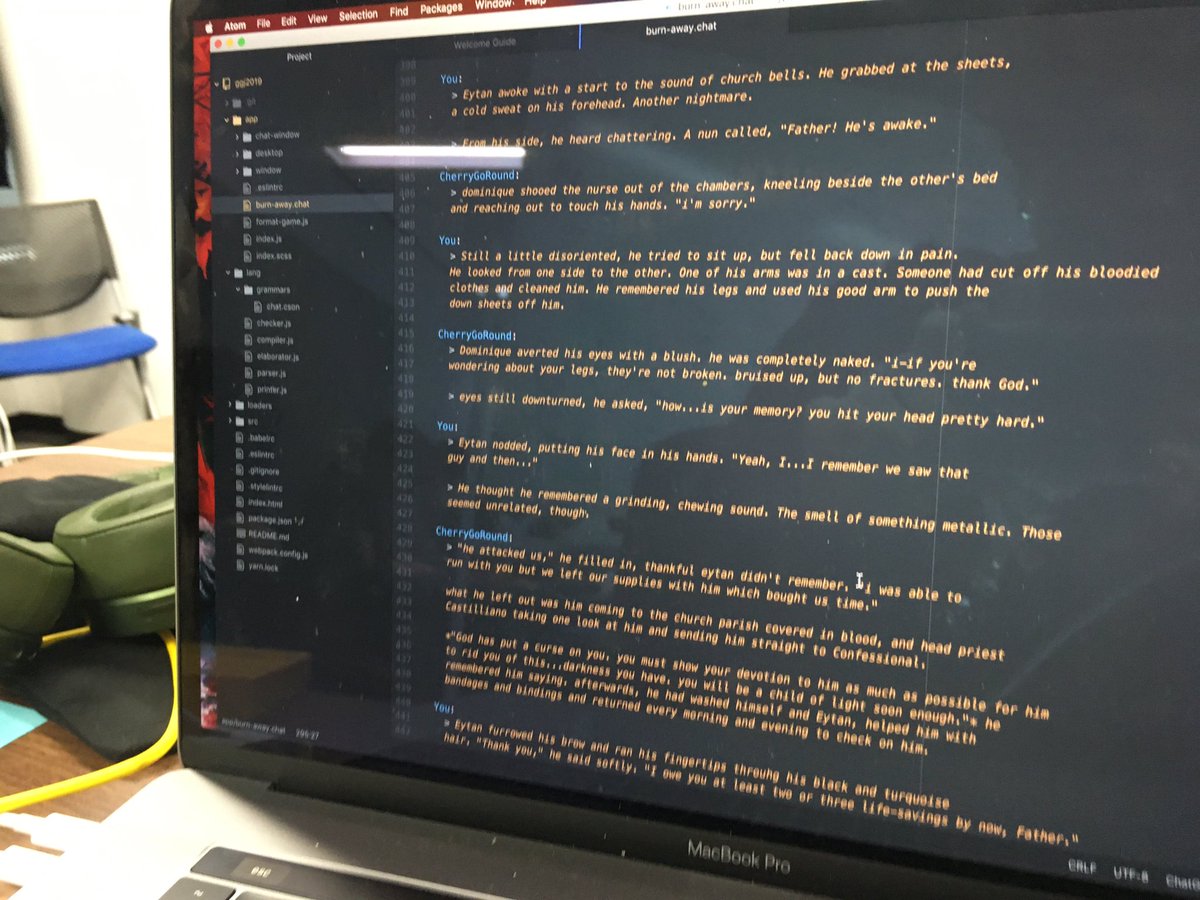 Atom File Edit View Selection Find Packages Window Help
burn-away.chat
Project
Welcome Guide
burn-away.chat
ggj2019
.git
app
chat-window
desktop
window
.eslintrc
burn-away.chat
format-game.js
index.js
index.scss
lang
grammars
chat.cson
checker.js
compiler.js
elaborator.js
parser.js
printer.js
loaders
src
.babelrc
.eslintrc
.gitignore
.stylelintrc
index.html
package.json
README.md
webpack.config.js
yarn.lock
You:
> Eytan awoke with a start to the sound of church bells. He grabbed at the sheets,
a cold sweat on his forehead. Another nightmare.
> From his side, he heard chattering. A nun called, "Father! He's awake."
CherryGoRound:
> dominique shooed the nurse out of the chambers, kneeling beside the other's bed
and reaching out to touch his hands. "i'm sorry."
You:
> Still a little disoriented, he tried to sit up, but fell back down in pain.
He looked from one side to the other. One of his arms was in a cast. Someone had cut off his bloodied
clothes and cleaned him. He remembered his legs and used his good arm to push the
down sheets off him.
CherryGoRound:
> Dominique averted his eyes with a blush. he was completely naked. "i-if you're
wondering about your legs, they're not broken. bruised up, but no fractures. thank God."
> eyes still downturned, he asked, "how...is your memory? you hit your head pretty hard."
You:
> Eytan nodded, putting his face in his hands. "Yeah, I...I remember we saw that
guy and then..."
> He thought he remembered a grinding, chewing sound. The smell of something metallic. Those
seemed unrelated, though.
CherryGoRound:
> "he attacked us," he filled in, thankful eytan didn't remember. "i was able to
run with you but we left our supplies with him which bought us time."
what he left out was him coming to the church parish covered in blood, and head priest
Castilliano taking one look at him and sending him straight to Confessional.
*"God has put a curse on you. you must show your devotion to him as much as possible for him
to rid you of this...darkness you have. you will be a child of light soon enough."* he
remembered him saying. afterwards, he had washed himself and Eytan, helped him with
bandages and bindings and returned every morning and evening to check on him.
You:
> Eytan furrowed his brow and ran his fingertips throuhg his black and turquoise
hair. "Thank you," he said softly. "I owe you at least two or three life-savings by now, Father."
app/burn-away.chat
CRLF UTF-8
MacBook Pro
esc